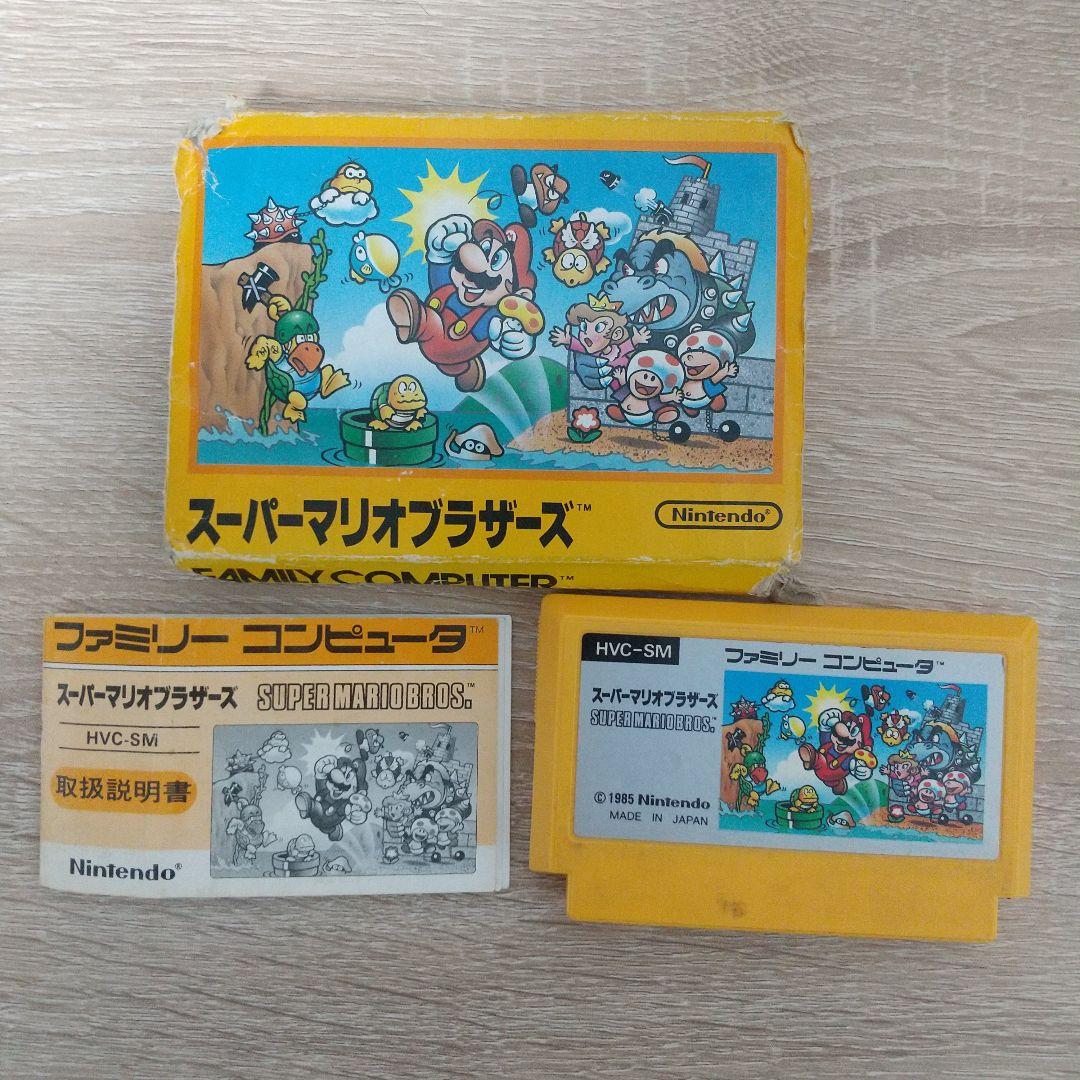 スーパーマリオブラザーズ™
Nintendo®
FAMILY COMPUTER™
ファミリー コンピュータ™
スーパーマリオブラザーズ SUPER MARIO BROS.™
HVC-SM
取扱説明書
Nintendo®
HVC-SM
ファミリー コンピュータ™
スーパーマリオブラザーズ
SUPER MARIO BROS.™
© 1985 Nintendo
MADE IN JAPAN